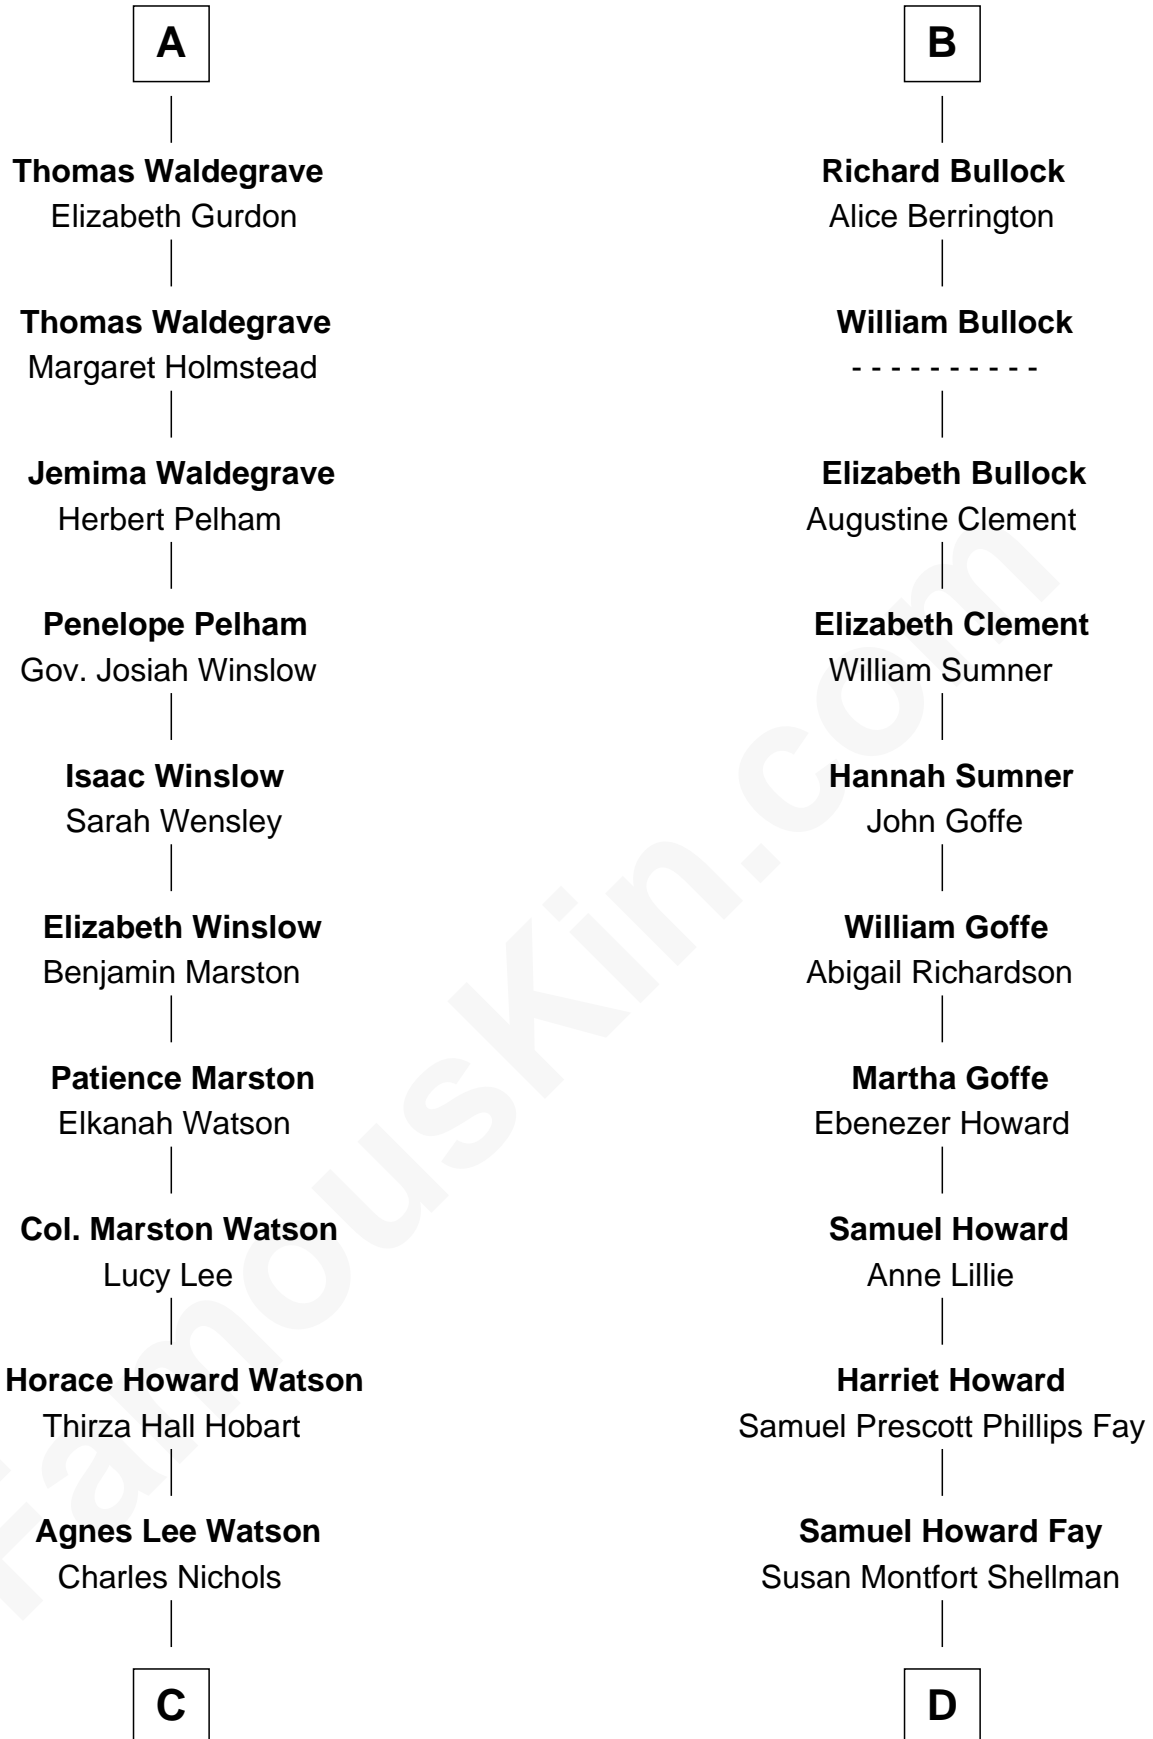 A
Thomas Waldegrave
Elizabeth Gurdon
Thomas Waldegrave
Margaret Holmstead
Jemima Waldegrave
Herbert Pelham
Penelope Pelham
Gov. Josiah Winslow
Isaac Winslow
Sarah Wensley
Elizabeth Winslow
Benjamin Marston
Patience Marston
Elkanah Watson
Col. Marston Watson
Lucy Lee
Horace Howard Watson
Thirza Hall Hobart
Agnes Lee Watson
Charles Nichols
C
B
Richard Bullock
Alice Berrington
William Bullock
- - - - - - - - - -
Elizabeth Bullock
Augustine Clement
Elizabeth Clement
William Sumner
Hannah Sumner
John Goffe
William Goffe
Abigail Richardson
Martha Goffe
Ebenezer Howard
Samuel Howard
Anne Lillie
Harriet Howard
Samuel Prescott Phillips Fay
Samuel Howard Fay
Susan Montfort Shellman
D
FamousKin.com